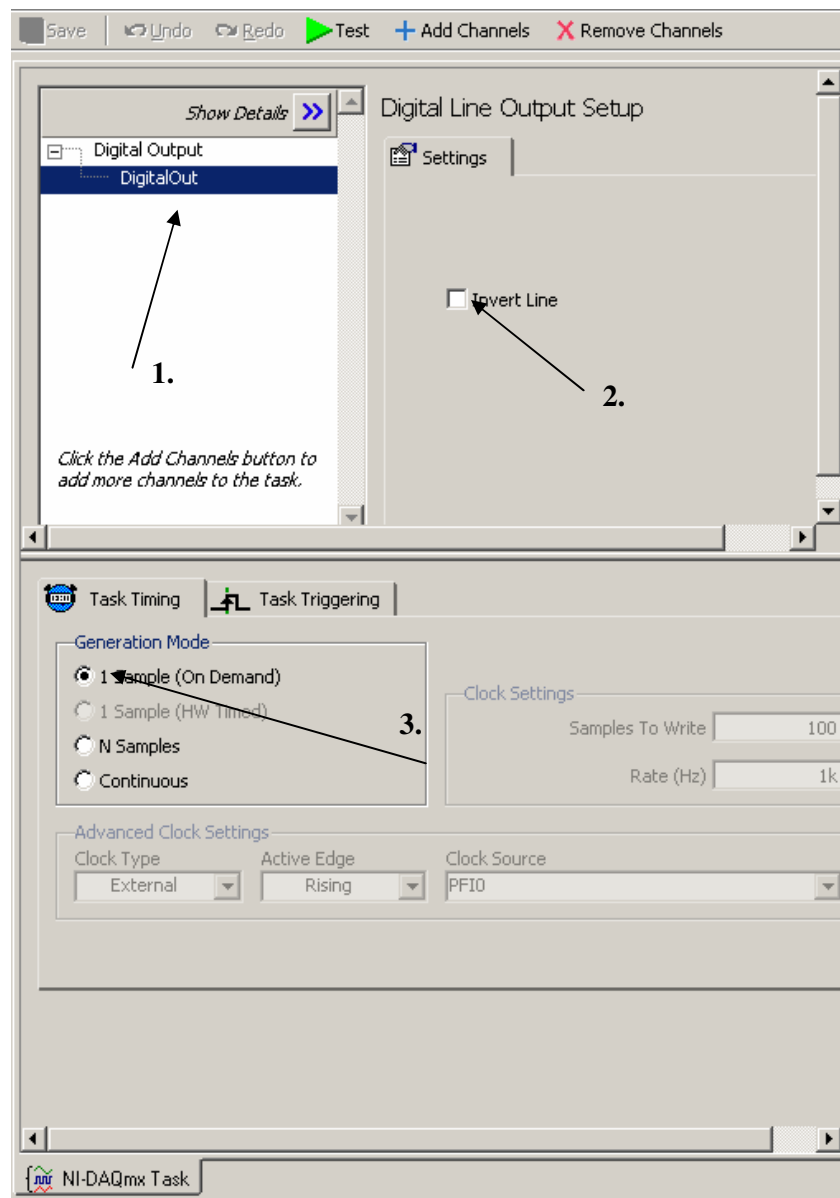 Save Undo Redo Test Add Channels Remove Channels
Show Details
Digital Output
DigitalOut
1.
Click the Add Channels button to
add more channels to the task.
Digital Line Output Setup
Settings
Invert Line
2.
Task Timing Task Triggering
Generation Mode
1 Sample (On Demand)
1 Sample (HW Timed)
N Samples
Continuous
3.
Clock Settings
Samples To Write 100
Rate (Hz) 1k
Advanced Clock Settings
Clock Type Active Edge Clock Source
External Rising PFI0
NI-DAQmx Task